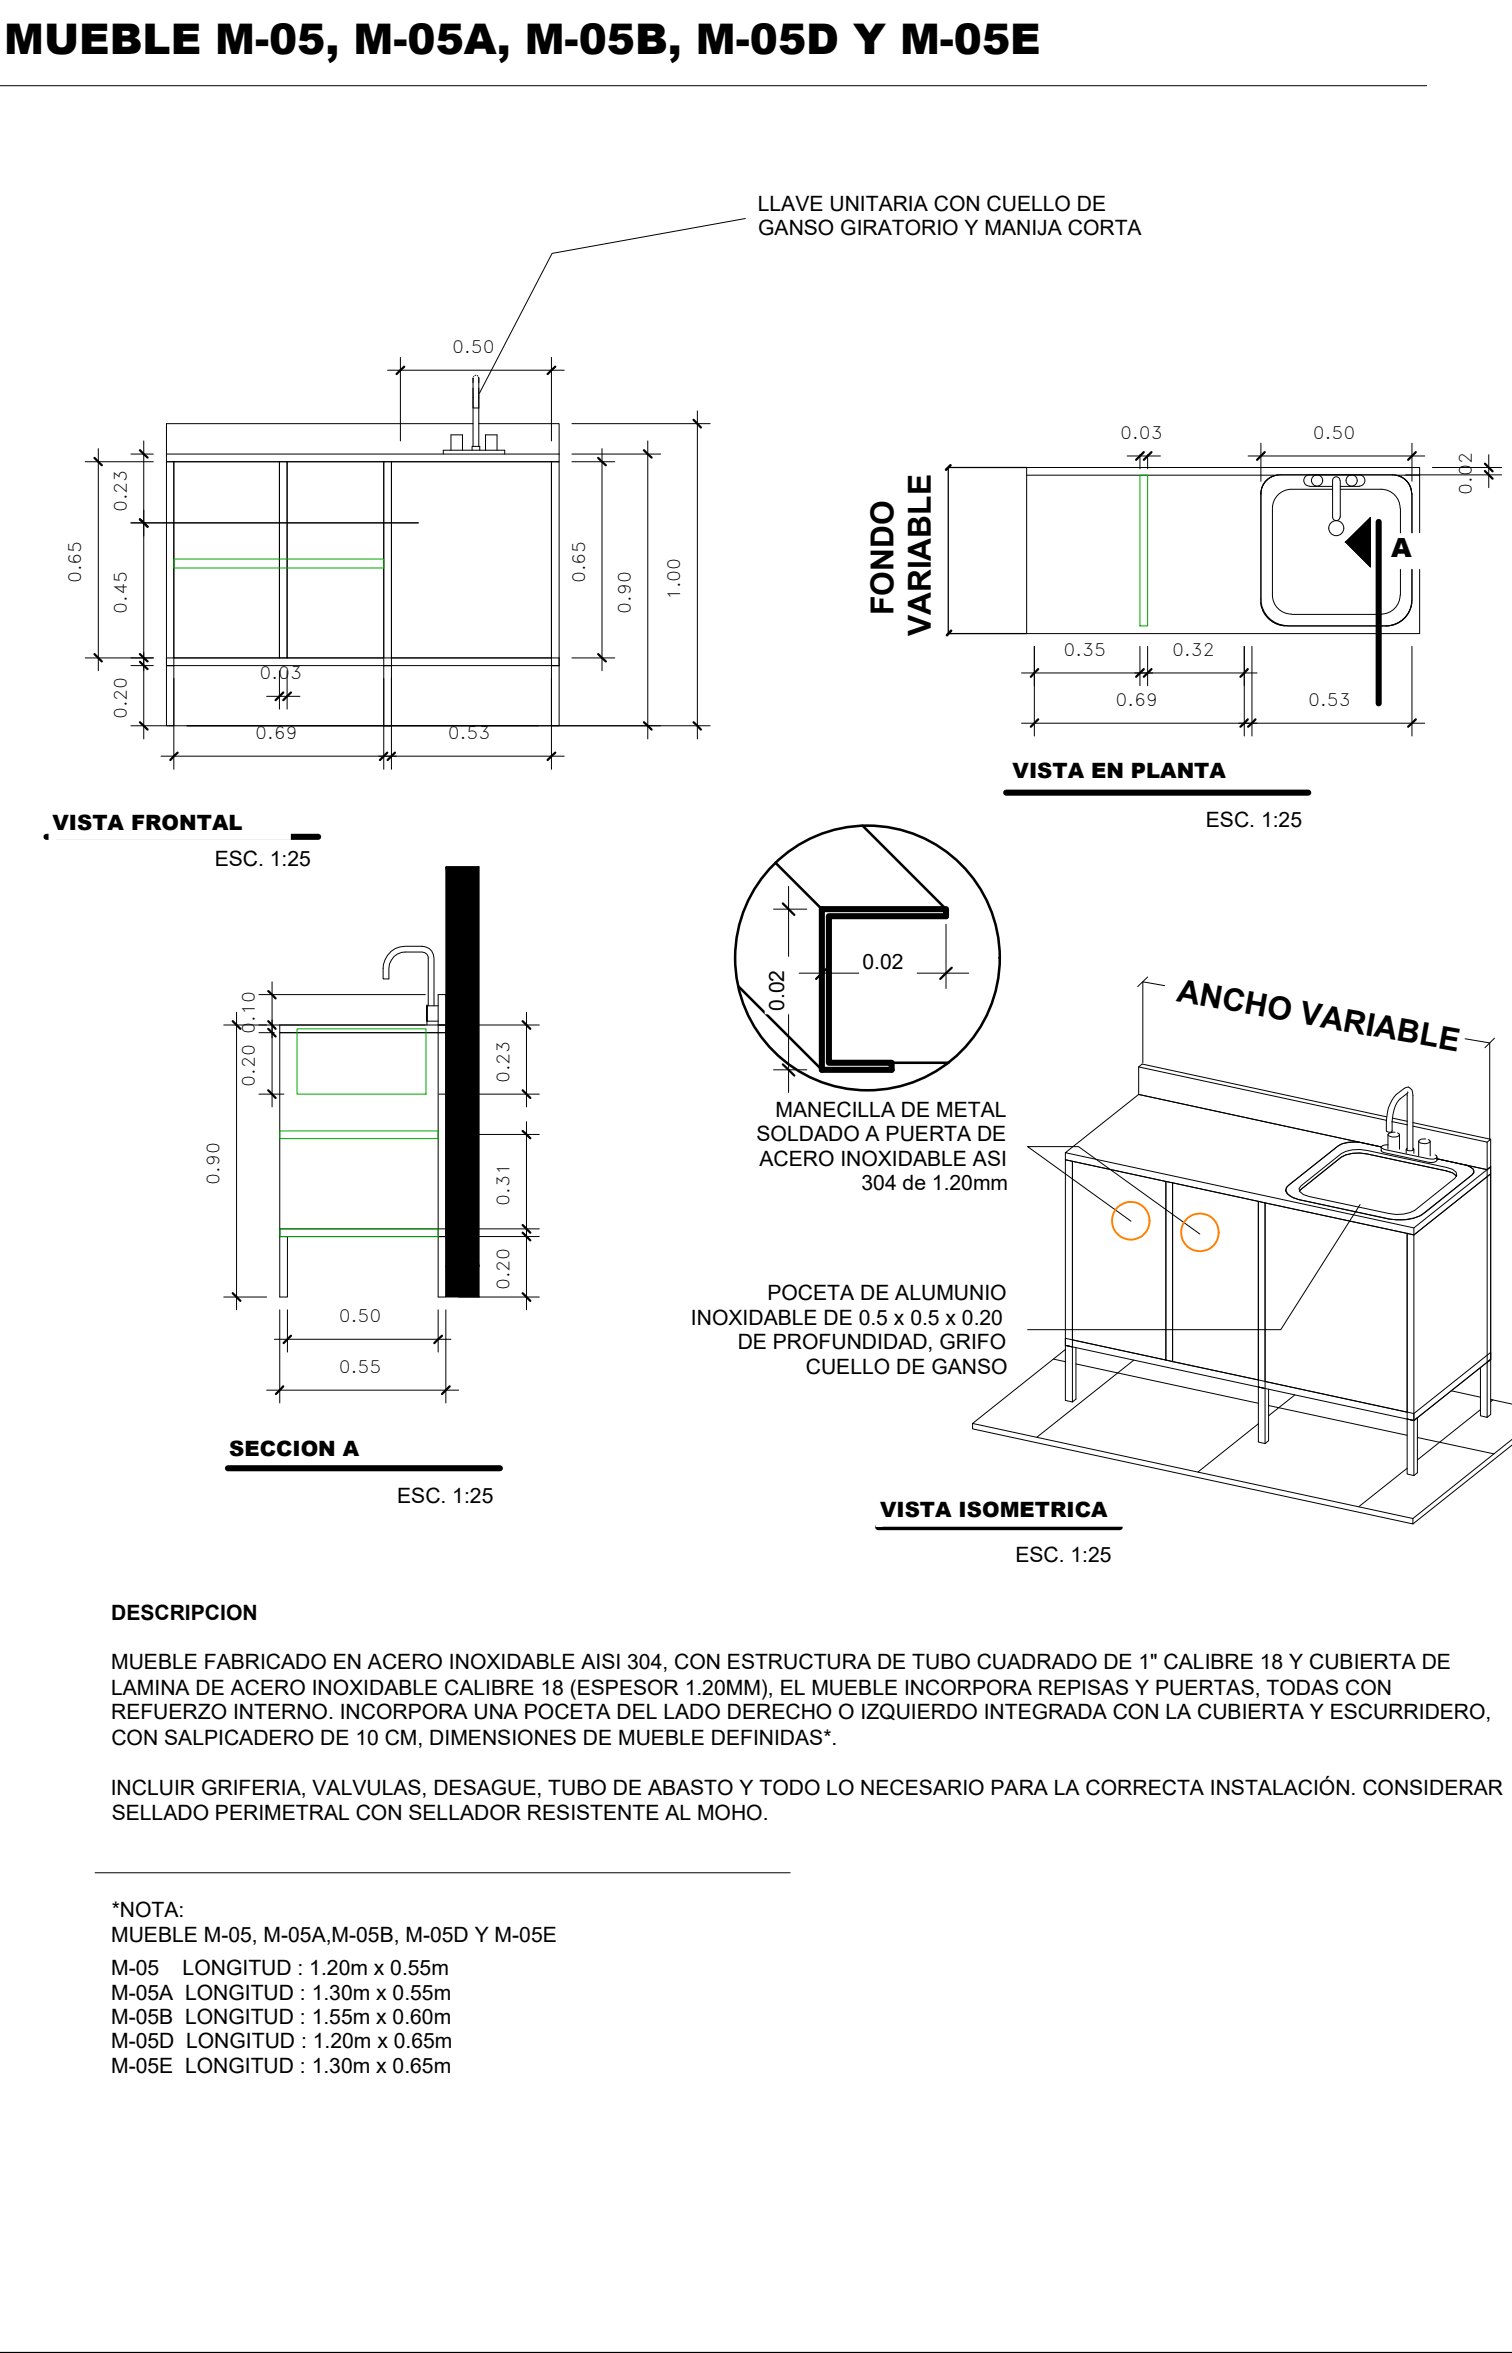 MUEBLE M-05, M-05A, M-05B, M-05D Y M-05E
LLAVE UNITARIA CON CUELLO DE
GANSO GIRATORIO Y MANIJA CORTA
0.50
0.23
0.65
0.45
0.20
0.03
0.69
0.53
0.65
0.90
1.00
VISTA FRONTAL
ESC. 1:25
0.03
0.50
0.02
FONDO
VARIABLE
A
0.35
0.32
0.69
0.53
VISTA EN PLANTA
ESC. 1:25
0.10
0.20
0.90
0.23
0.31
0.20
0.50
0.55
SECCION A
ESC. 1:25
0.02
0.02
MANECILLA DE METAL
SOLDADO A PUERTA DE
ACERO INOXIDABLE ASI
304 de 1.20mm
POCETA DE ALUMUNIO
INOXIDABLE DE 0.5 x 0.5 x 0.20
DE PROFUNDIDAD, GRIFO
CUELLO DE GANSO
ANCHO VARIABLE
VISTA ISOMETRICA
ESC. 1:25
DESCRIPCION
MUEBLE FABRICADO EN ACERO INOXIDABLE AISI 304, CON ESTRUCTURA DE TUBO CUADRADO DE 1" CALIBRE 18 Y CUBIERTA DE
LAMINA DE ACERO INOXIDABLE CALIBRE 18 (ESPESOR 1.20MM), EL MUEBLE INCORPORA REPISAS Y PUERTAS, TODAS CON
REFUERZO INTERNO. INCORPORA UNA POCETA DEL LADO DERECHO O IZQUIERDO INTEGRADA CON LA CUBIERTA Y ESCURRIDERO,
CON SALPICADERO DE 10 CM, DIMENSIONES DE MUEBLE DEFINIDAS*.
INCLUIR GRIFERIA, VALVULAS, DESAGUE, TUBO DE ABASTO Y TODO LO NECESARIO PARA LA CORRECTA INSTALACIÓN. CONSIDERAR
SELLADO PERIMETRAL CON SELLADOR RESISTENTE AL MOHO.
*NOTA:
MUEBLE M-05, M-05A,M-05B, M-05D Y M-05E
M-05 LONGITUD : 1.20m x 0.55m
M-05A LONGITUD : 1.30m x 0.55m
M-05B LONGITUD : 1.55m x 0.60m
M-05D LONGITUD : 1.20m x 0.65m
M-05E LONGITUD : 1.30m x 0.65m